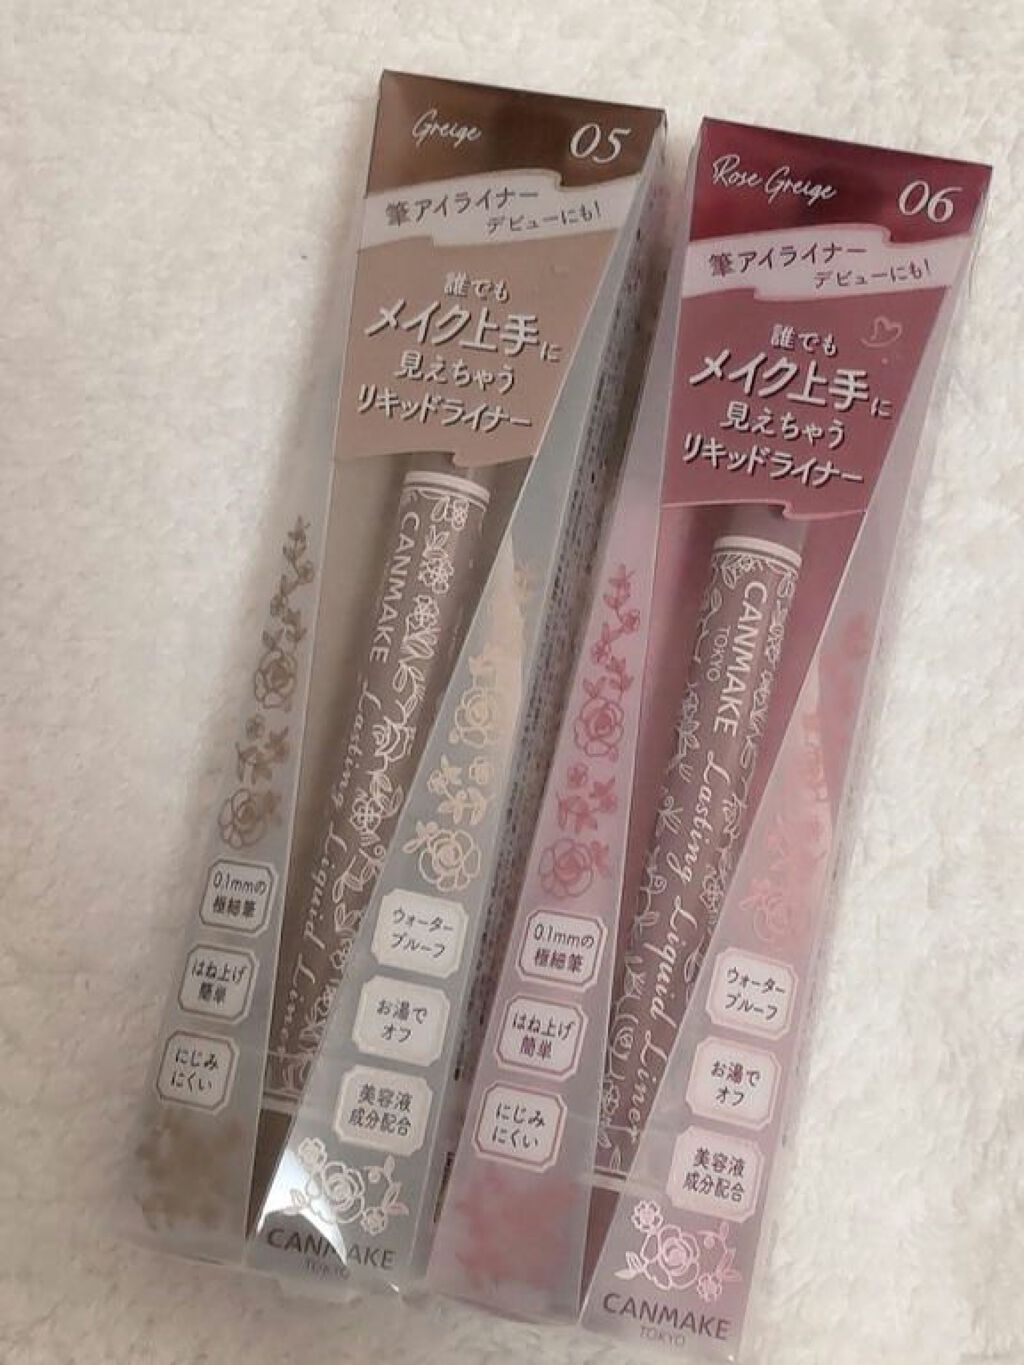 Greige
05
筆アイライナー
デビューにも!
誰でも
メイク上手に
見えちゃう
リキッドライナー
CANMAKE
Lasting Liquid Liner
0.1mmの
極細筆
はね上げ
簡単
にじみ
にくい
ウォーター
プルーフ
お湯で
オフ
美容液
成分配合
CANMAKE
TOKYO
Rose Greige
06
筆アイライナー
デビューにも!
誰でも
メイク上手に
見えちゃう
リキッドライナー
CANMAKE
TOKYO
Lasting Liquid Liner
0.1mmの
極細筆
はね上げ
簡単
にじみ
にくい
ウォーター
プルーフ
お湯で
オフ
美容液
成分配合
CANMAKE
TOKYO